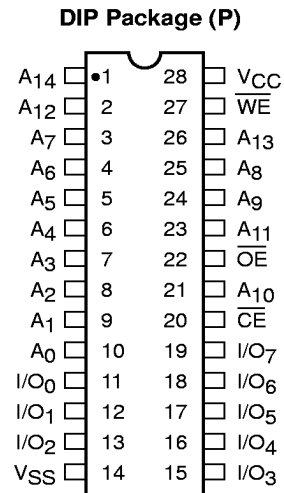 DIP Package (P)
A14 1 28 VCC
A12 2 27 WE
A7 3 26 A13
A6 4 25 A8
A5 5 24 A9
A4 6 23 A11
A3 7 22 OE
A2 8 21 A10
A1 9 20 CE
A0 10 19 I/O7
I/O0 11 18 I/O6
I/O1 12 17 I/O5
I/O2 13 16 I/O4
VSS 14 15 I/O3